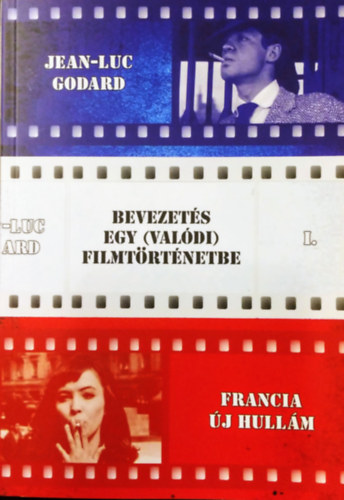 JEAN-LUC
GODARD
-LUC
ARD
BEVEZETÉS
EGY (VALÓDI)
FILMTÖRTÉNETBE
I.
FRANCIA
ÚJ HULLÁM